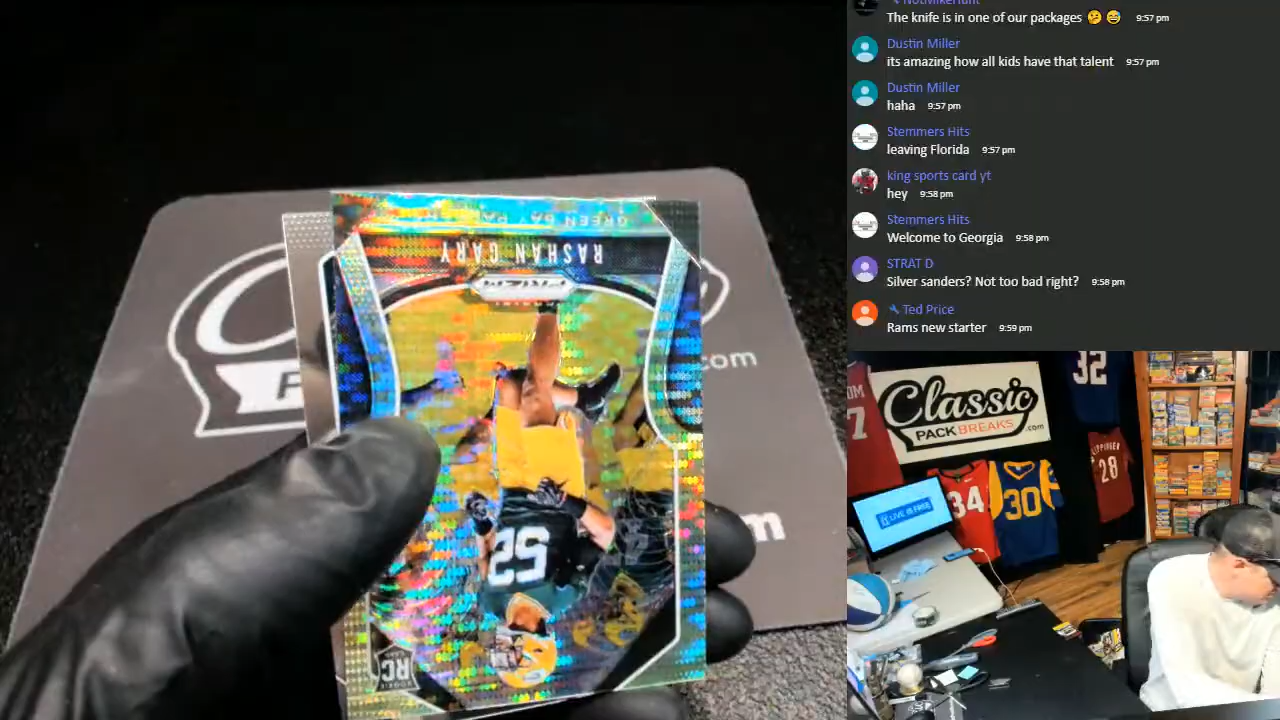 The knife is in one of our packages 🤔 😅 9:57 pm
Dustin Miller
its amazing how all kids have that talent 9:57 pm
Dustin Miller
haha 9:57 pm
Stemmers Hits
leaving Florida 9:57 pm
king sports card yt
hey 9:58 pm
Stemmers Hits
Welcome to Georgia 9:58 pm
STRAT D
Silver sanders? Not too bad right? 9:58 pm
Ted Price
Rams new starter 9:59 pm
RASHAN GARY
PRIZM
52
RC
.com
m
32
Classic
PACK BREAKS
.com
7
34
30
28
LIVE IS FREE